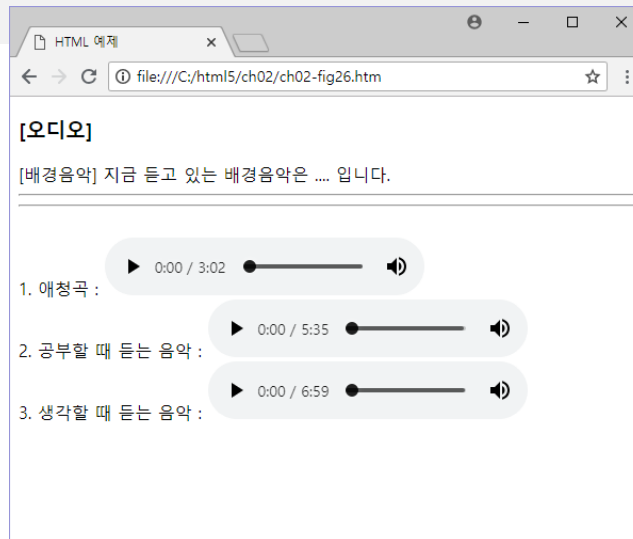 HTML 예제
file:///C:/html5/ch02/ch02-fig26.htm
[오디오]
[배경음악] 지금 듣고 있는 배경음악은 .... 입니다.
1. 애청곡 : 0:00 / 3:02
2. 공부할 때 듣는 음악 : 0:00 / 5:35
3. 생각할 때 듣는 음악 : 0:00 / 6:59